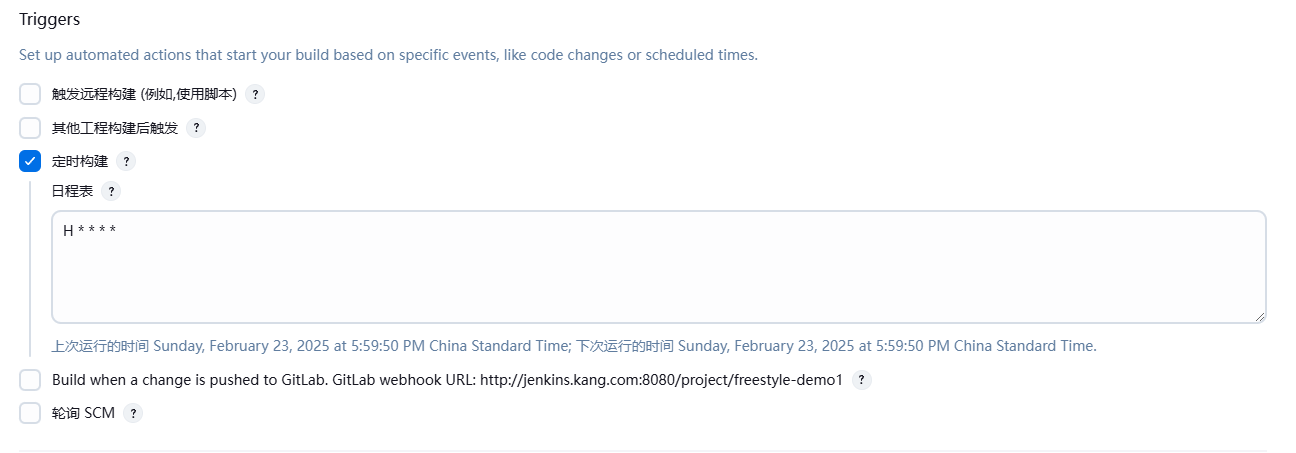 Triggers
Set up automated actions that start your build based on specific events, like code changes or scheduled times.
触发远程构建 (例如,使用脚本) ?
其他工程构建后触发 ?
定时构建 ?
日程表 ?
H * * * *
上次运行的时间 Sunday, February 23, 2025 at 5:59:50 PM China Standard Time; 下次运行的时间 Sunday, February 23, 2025 at 5:59:50 PM China Standard Time.
Build when a change is pushed to GitLab. GitLab webhook URL: http://jenkins.kang.com:8080/project/freestyle-demo1 ?
轮询 SCM ?